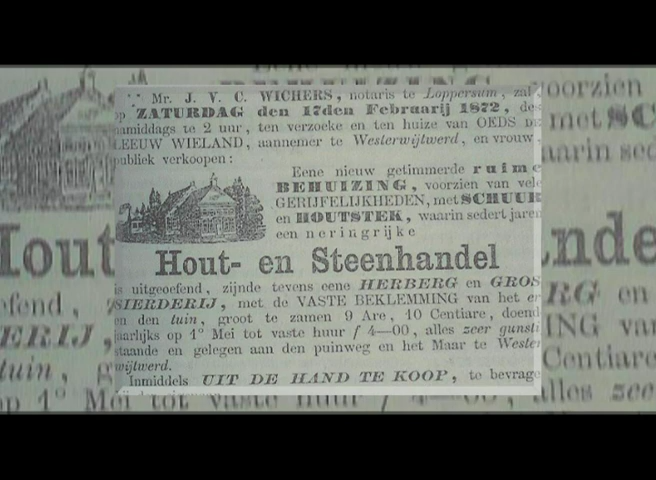 Mr. J. V. C. WICHERS, notaris te Loppersum, zal
op ZATURDAG den 17den Februarij 1872, des
namiddags te 2 uur, ten verzoeke en ten huize van OEDS DE
LEEUW WIELAND, aannemer te Westerwijtwerd, en vrouw,
publiek verkoopen:
Eene nieuw getimmerde ruime
BEHUIZING, voorzien van vele
GERIJFELIJKHEDEN, met SCHUUR
en HOUTSTEK, waarin sedert jaren
een neringrijke
Hout- en Steenhandel
is uitgeoefend, zijnde tevens eene HERBERG en GROS
SIERDERIJ, met de VASTE BEKLEMMING van het er
en den tuin, groot te zamen 9 Are, 10 Centiare, doend
jaarlijks op 1° Mei tot vaste huur f 4—00, alles zeer gunsti
staande en gelegen aan den puinweg en het Maar te Wester
wijtwerd.
Inmiddels UIT DE HAND TE KOOP, te bevrage